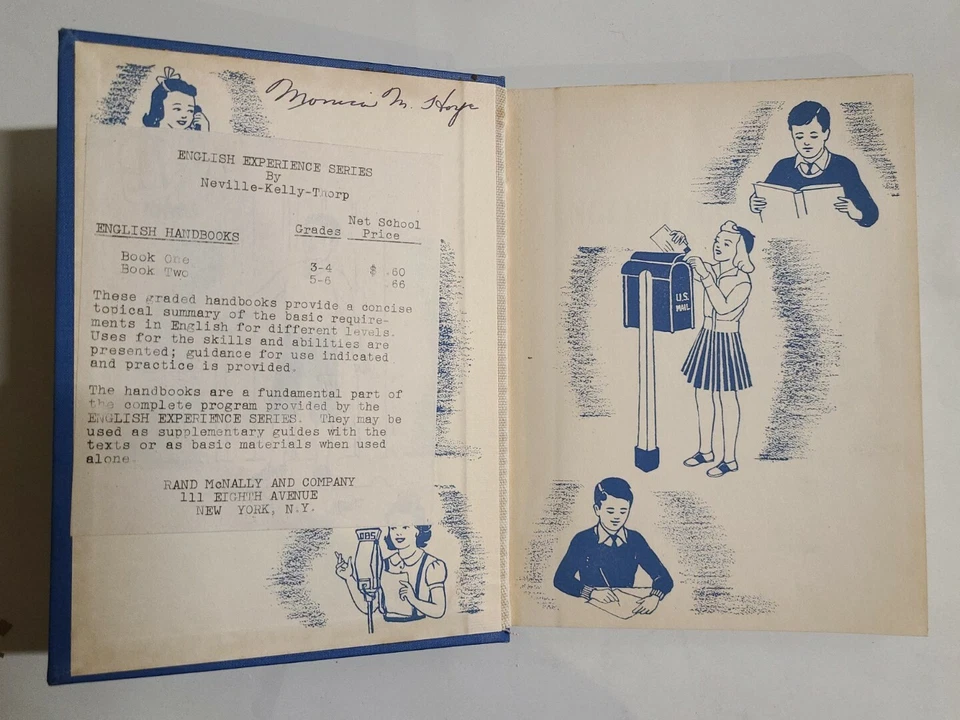 Monica M. Hoye
ENGLISH EXPERIENCE SERIES
By
Neville-Kelly-Thorp
Net School
ENGLISH HANDBOOKS Grades Price
Book One 3-4 $ .60
Book Two 5-6 .66
These graded handbooks provide a concise
topical summary of the basic require-
ments in English for different levels.
Uses for the skills and abilities are
presented; guidance for use indicated
and practice is provided.
The handbooks are a fundamental part of
the complete program provided by the
ENGLISH EXPERIENCE SERIES. They may be
used as supplementary guides with the
texts or as basic materials when used
alone.
RAND McNALLY AND COMPANY
111 EIGHTH AVENUE
NEW YORK, N.Y.
U.S.
MAIL